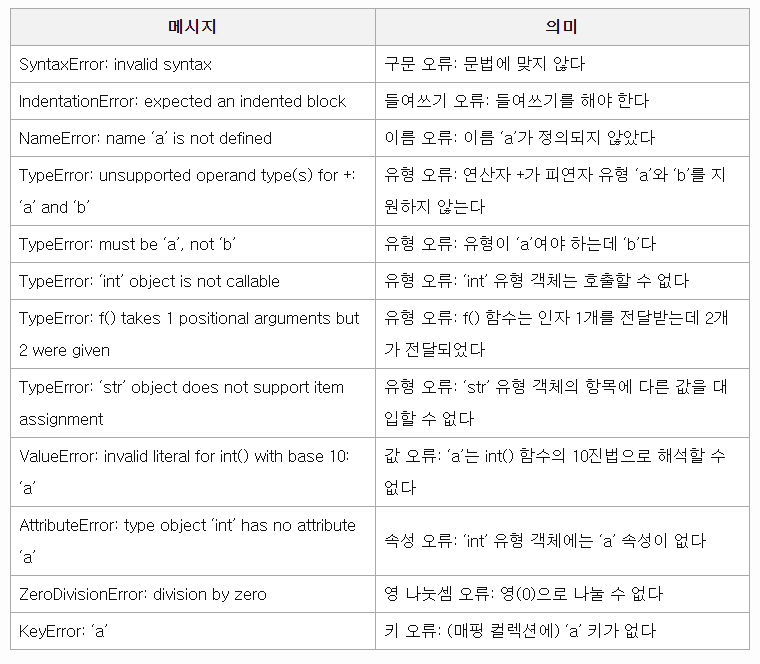 메시지 의미
SyntaxError: invalid syntax 구문 오류: 문법에 맞지 않다
IndentationError: expected an indented block 들여쓰기 오류: 들여쓰기를 해야 한다
NameError: name ‘a’ is not defined 이름 오류: 이름 ‘a’가 정의되지 않았다
TypeError: unsupported operand type(s) for +: 유형 오류: 연산자 +가 피연자 유형 ‘a’와 ‘b’를 지
‘a’ and ‘b’ 원하지 않는다
TypeError: must be ‘a’, not ‘b’ 유형 오류: 유형이 ‘a’여야 하는데 ‘b’다
TypeError: ‘int’ object is not callable 유형 오류: ‘int’ 유형 객체는 호출할 수 없다
TypeError: f() takes 1 positional arguments but 유형 오류: f() 함수는 인자 1개를 전달받는데 2개
2 were given 가 전달되었다
TypeError: ‘str’ object does not support item 유형 오류: ‘str’ 유형 객체의 항목에 다른 값을 대
assignment 입할 수 없다
ValueError: invalid literal for int() with base 10: 값 오류: ‘a’는 int() 함수의 10진법으로 해석할 수
‘a’ 없다
AttributeError: type object ‘int’ has no attribute
‘a’
속성 오류: ‘int’ 유형 객체에는 ‘a’ 속성이 없다
ZeroDivisionError: division by zero 영 나눗셈 오류: 영(0)으로 나눌 수 없다
KeyError: ‘a’ 키 오류: (매핑 컬렉션에) ‘a’ 키가 없다